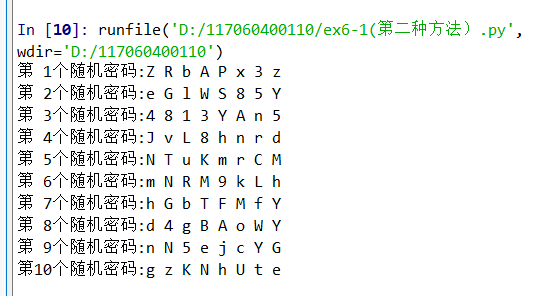 In [10]: runfile('D:/117060400110/ex6-1(第二种方法）.py',
wdir='D:/117060400110')
第 1个随机密码:Z R b A P x 3 z
第 2个随机密码:e G l W S 8 5 Y
第 3个随机密码:4 8 1 3 Y A n 5
第 4个随机密码:J v L 8 h n r d
第 5个随机密码:N T u K m r C M
第 6个随机密码:m N R M 9 k L h
第 7个随机密码:h G b T F M f Y
第 8个随机密码:d 4 g B A o W Y
第 9个随机密码:n N 5 e j c Y G
第10个随机密码:g z K N h U t e